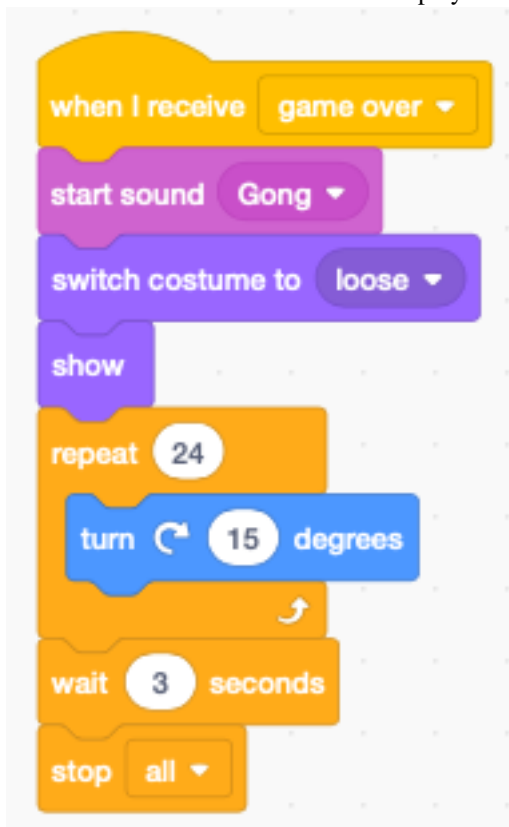 when I receive game over
start sound Gong
switch costume to loose
show
repeat 24
turn 15 degrees
wait 3 seconds
stop all